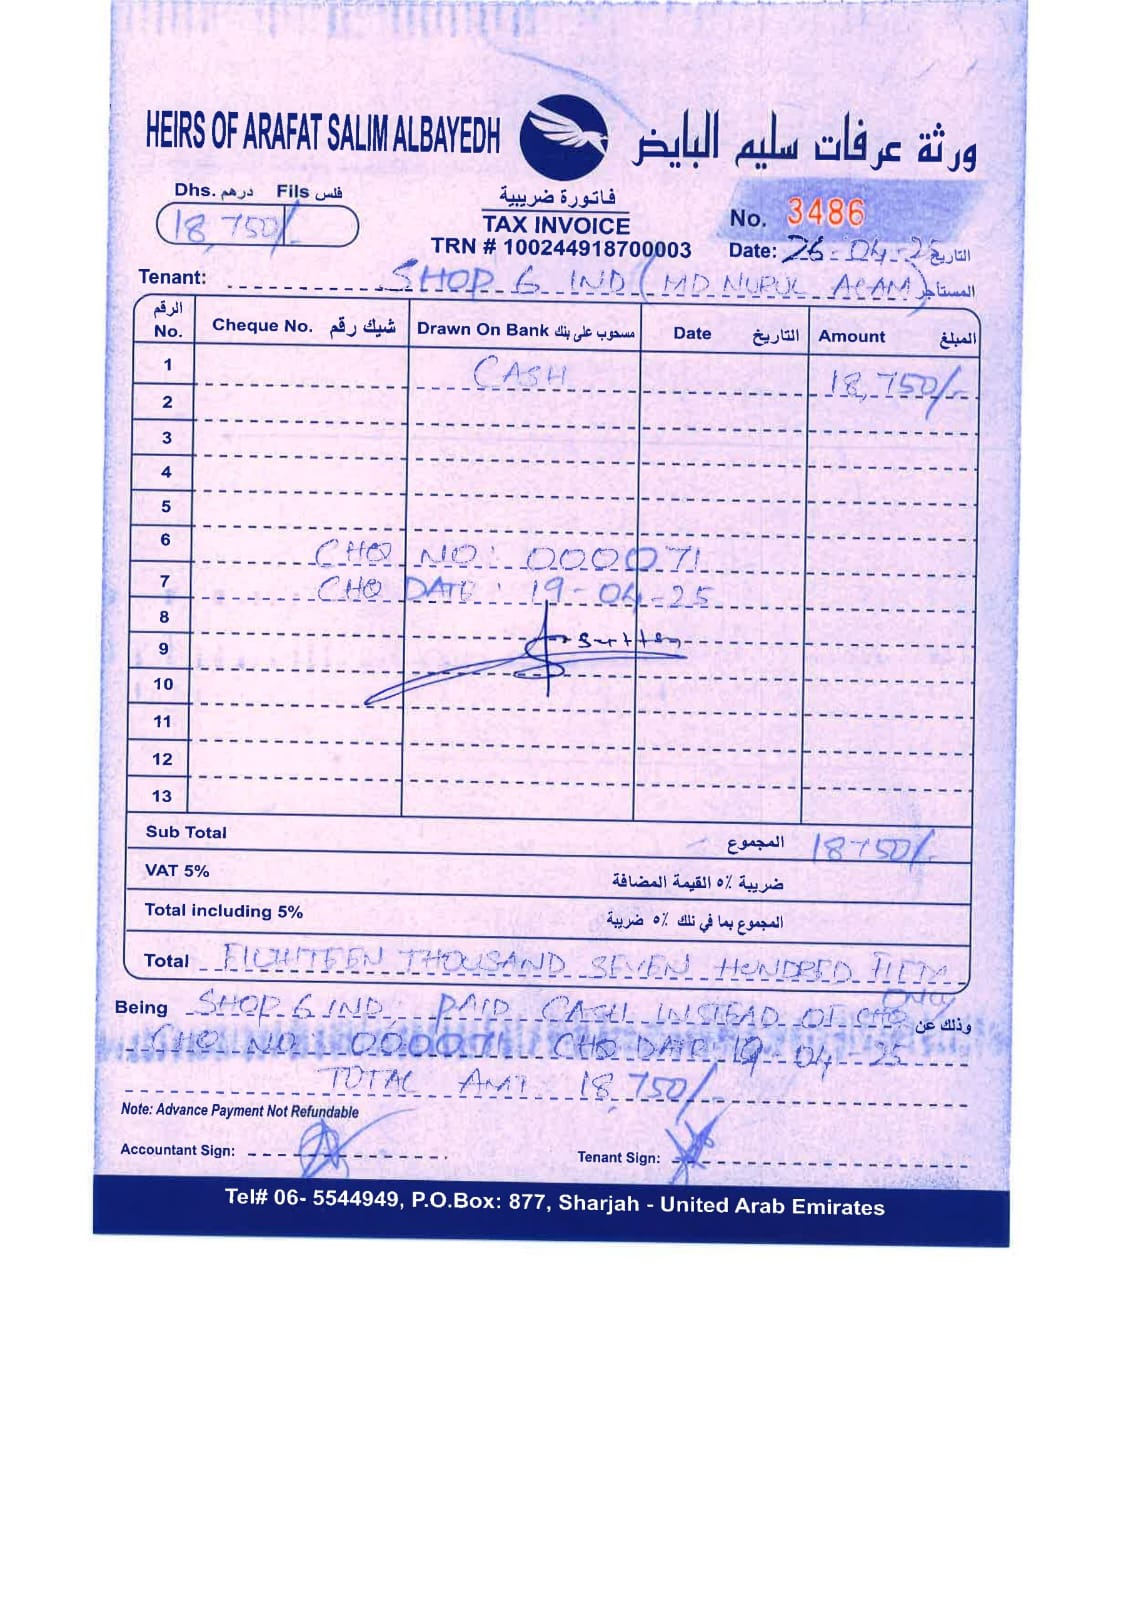 HEIRS OF ARAFAT SALIM ALBAYEDH ورثة عرفات سليم البايض
Dhs. درهم Fils فلس
18,750/-
فاتورة ضريبية
TAX INVOICE
TRN # 100244918700003
No. 3486
Date: 26-04-25 التاريخ
Tenant: SHOP 6 IND (MD NURUL ALAM) المستأجر
الرقم No. Cheque No. شيك رقم Drawn On Bank مسحوب على بنك Date التاريخ Amount المبلغ
1 CASH 18,750/-
2
3
4
5
6 CHQ NO: 000071
7 CHQ DATE: 19-04-25
8
9
10
11
12
13
Sub Total المجموع 18750/-
VAT 5% ضريبة ٥٪ القيمة المضافة
Total including 5% المجموع بما في ذلك ٥٪ ضريبة
Total EIGHTEEN THOUSAND SEVEN HUNDRED FIFTY
ONLY
Being SHOP 6 IND, PAID CASH INSTEAD OF CHQ وذلك عن
CHQ NO 000071 CHQ DATE 19-04-25
TOTAL AMT 18,750/-
Note: Advance Payment Not Refundable
Accountant Sign: Tenant Sign:
Tel# 06- 5544949, P.O.Box: 877, Sharjah - United Arab Emirates